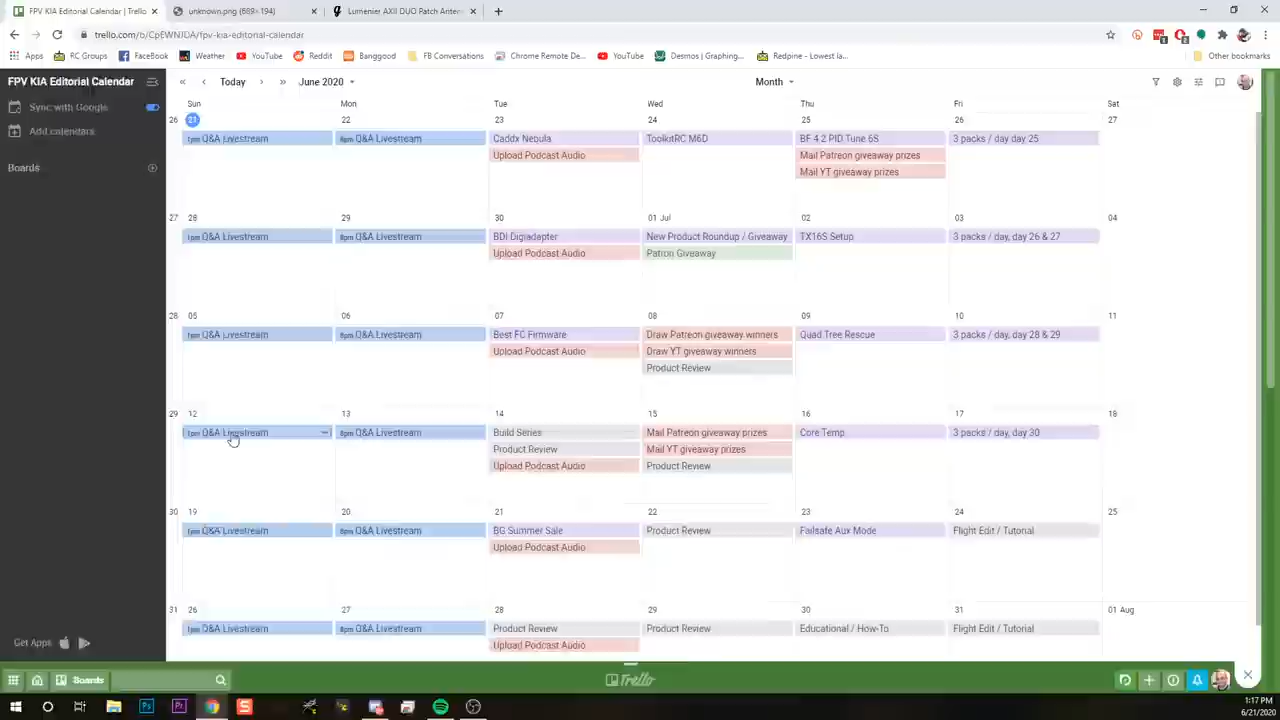 FPV KIA Editorial Calendar | Trello
unknown.png (589×194)
Lumenier AXII DUO Patch Anten
trello.com/b/CpEWNIDA/fpv-kia-editorial-calendar
Apps RC Groups FaceBook Weather YouTube Reddit Banggood FB Conversations Chrome Remote De... YouTube Desmos | Graphing... Redpine - Lowest la... Other bookmarks
FPV KIA Editorial Calendar Today June 2020 Month
Sync with Google
Add calendars
Boards
Sun Mon Tue Wed Thu Fri Sat
26 21 22 23 24 25 26 27
1pm Q&A Livestream 8pm Q&A Livestream Caddx Nebula ToolkitRC M6D BF 4.2 PID Tune 6S 3 packs / day day 25
Upload Podcast Audio Mail Patreon giveaway prizes
Mail YT giveaway prizes
27 28 29 30 01 Jul 02 03 04
1pm Q&A Livestream 8pm Q&A Livestream BDI Digiadapter New Product Roundup / Giveaway TX16S Setup 3 packs / day, day 26 & 27
Upload Podcast Audio Patron Giveaway
28 05 06 07 08 09 10 11
1pm Q&A Livestream 8pm Q&A Livestream Best FC Firmware Draw Patreon giveaway winners Quad Tree Rescue 3 packs / day, day 28 & 29
Upload Podcast Audio Draw YT giveaway winners
Product Review
29 12 13 14 15 16 17 18
1pm Q&A Livestream 8pm Q&A Livestream Build Series Mail Patreon giveaway prizes Core Temp 3 packs / day, day 30
Product Review Mail YT giveaway prizes
Upload Podcast Audio Product Review
30 19 20 21 22 23 24 25
1pm Q&A Livestream 8pm Q&A Livestream BG Summer Sale Product Review Failsafe Aux Mode Flight Edit / Tutorial
Upload Podcast Audio
31 26 27 28 29 30 31 01 Aug
1pm Q&A Livestream 8pm Q&A Livestream Product Review Product Review Educational / How-To Flight Edit / Tutorial
Upload Podcast Audio
Get Apps
Boards Trello
1:17 PM
6/21/2020